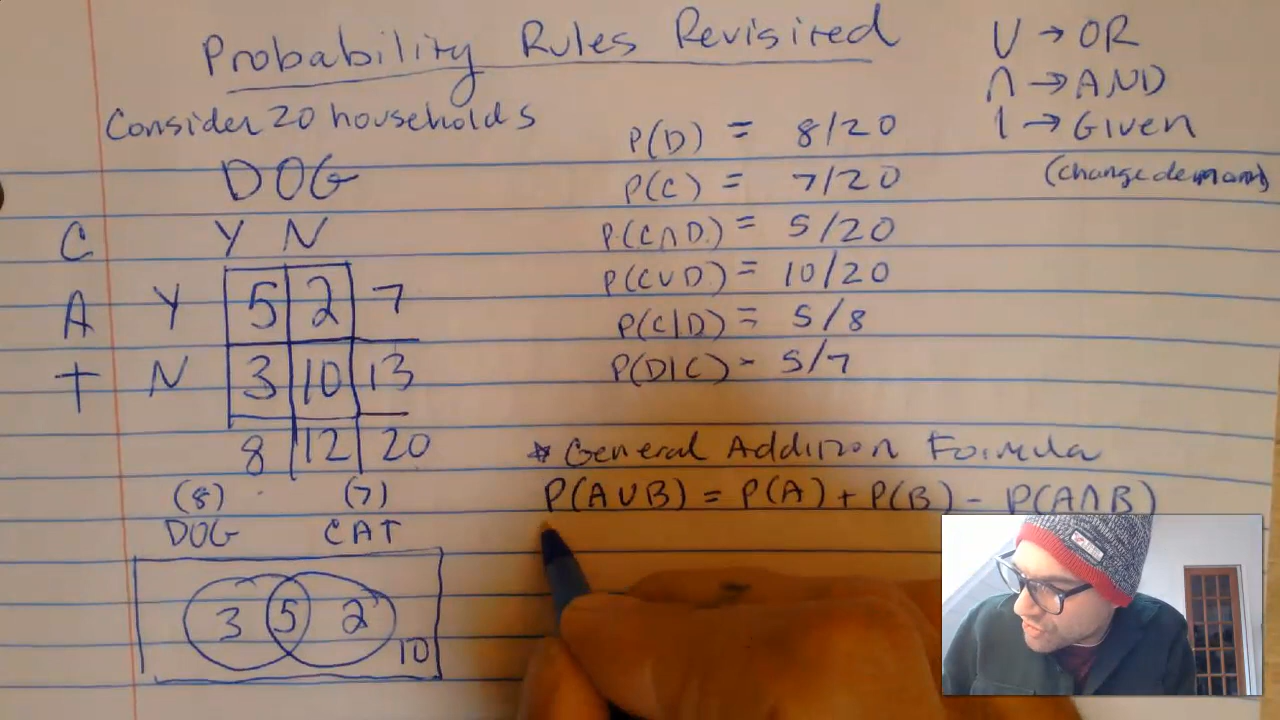 Probability Rules Revisited
Consider 20 households
DOG
Y N
C
A
T
Y 5 2 7
N 3 10 13
8 12 20
(8) (7)
DOG CAT
3 5 2
10
P(D) = 8/20
P(C) = 7/20
P(C∩D) = 5/20
P(C∪D) = 10/20
P(C|D) = 5/8
P(D|C) = 5/7
∪ → OR
∩ → AND
| → Given
* General Addition Formula
P(A∪B) = P(A) + P(B) - P(A∩B)